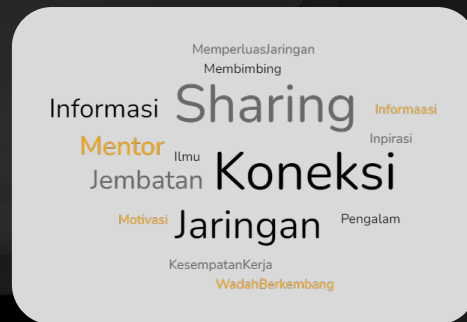 MemperluasJaringan
Membimbing
Informasi Sharing Informaasi
Mentor Ilmu Inpirasi
Jembatan Koneksi
Motivasi Jaringan Pengalam
KesempatanKerja
WadahBerkembang